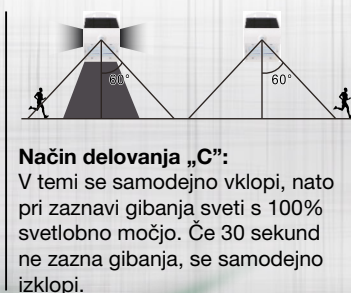 60° 60°
Način delovanja „C”:
V temi se samodejno vklopi, nato
pri zaznavi gibanja sveti s 100%
svetlobno močjo. Če 30 sekund
ne zazna gibanja, se samodejno
izklopi.